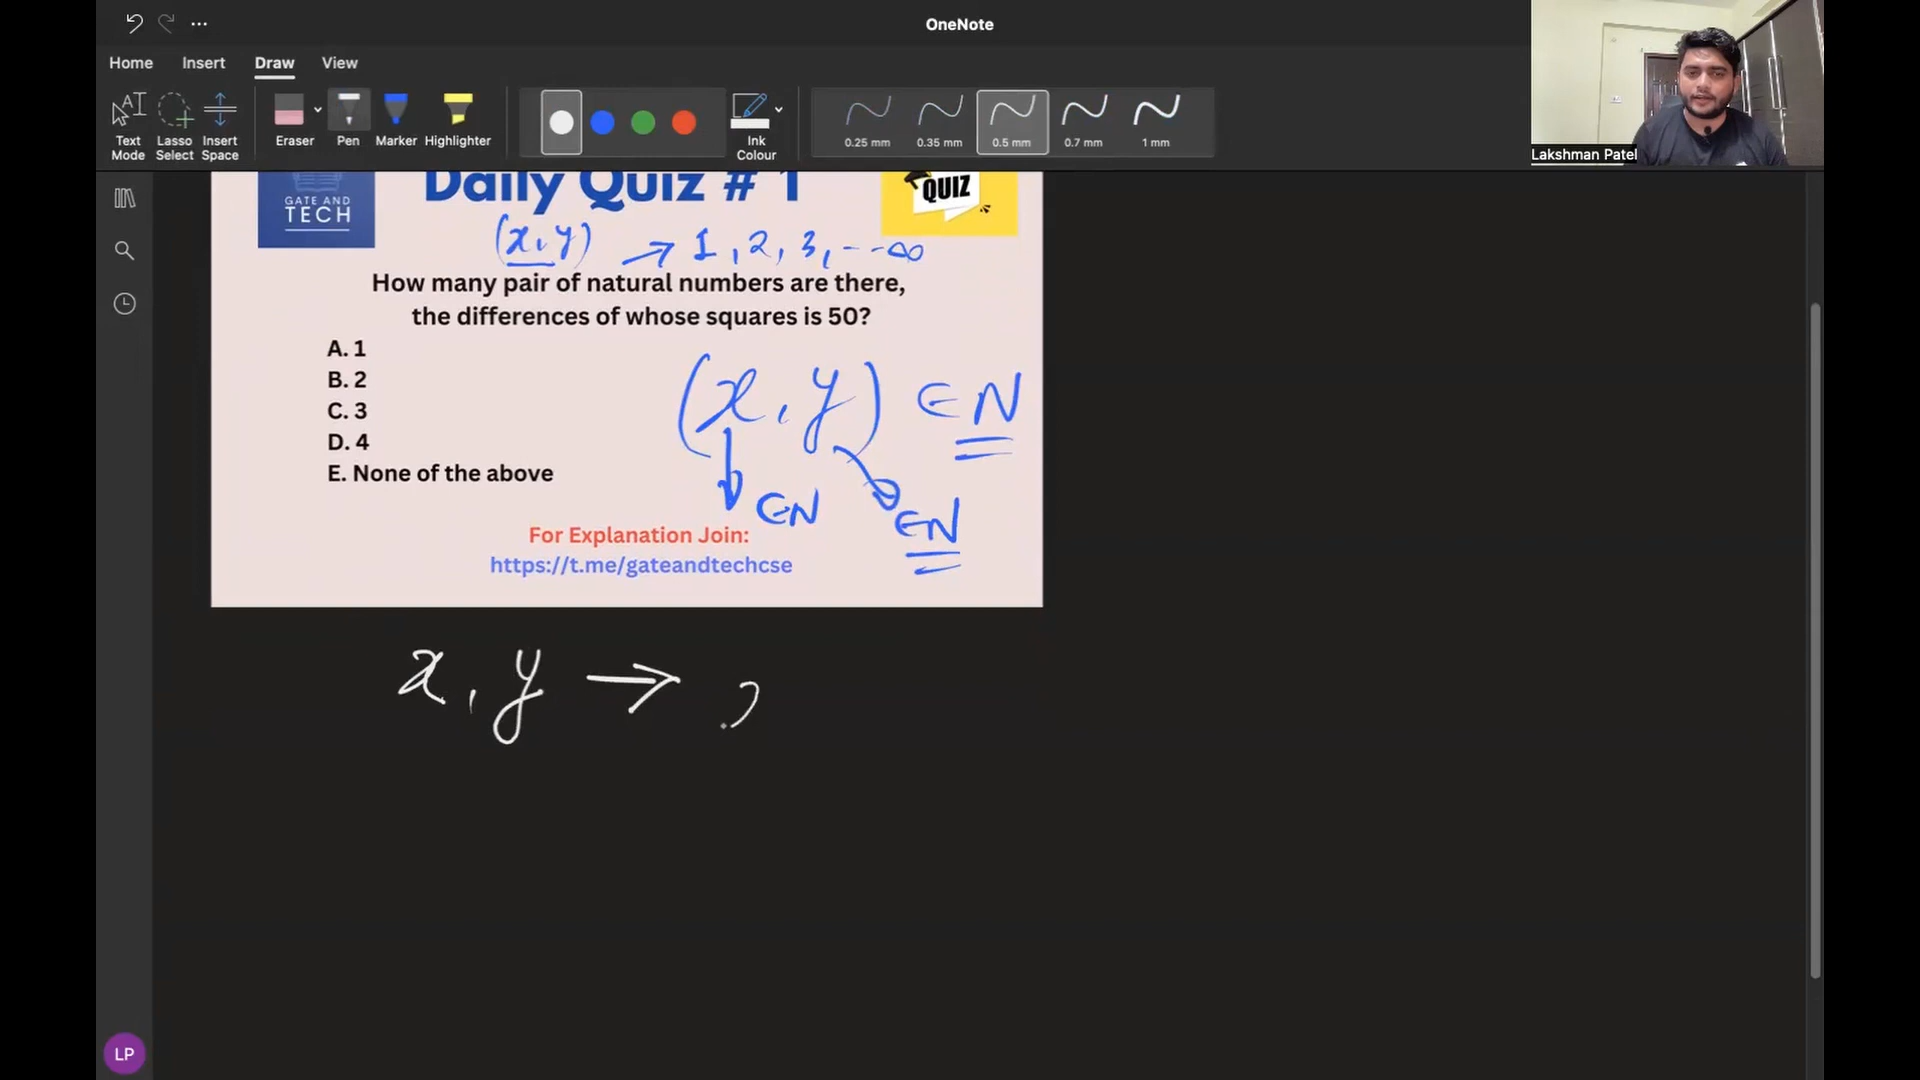 OneNote
Home Insert Draw View
Text Mode
Lasso Select
Insert Space
Eraser
Pen
Marker
Highlighter
Ink Colour
0.25 mm
0.35 mm
0.5 mm
0.7 mm
1 mm
Lakshman Patel
GATE AND
TECH
Daily Quiz # 1
QUIZ
(x, y) → 1, 2, 3, --∞
How many pair of natural numbers are there,
the differences of whose squares is 50?
A. 1
B. 2
C. 3
D. 4
E. None of the above
(x, y) ∈ N
∈N
∈N
For Explanation Join:
https://t.me/gateandtechcse
x, y →
LP